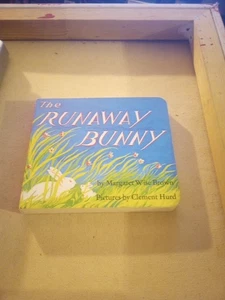 The
RUNAWAY
BUNNY
by Margaret Wise Brown
Pictures by Clement Hurd